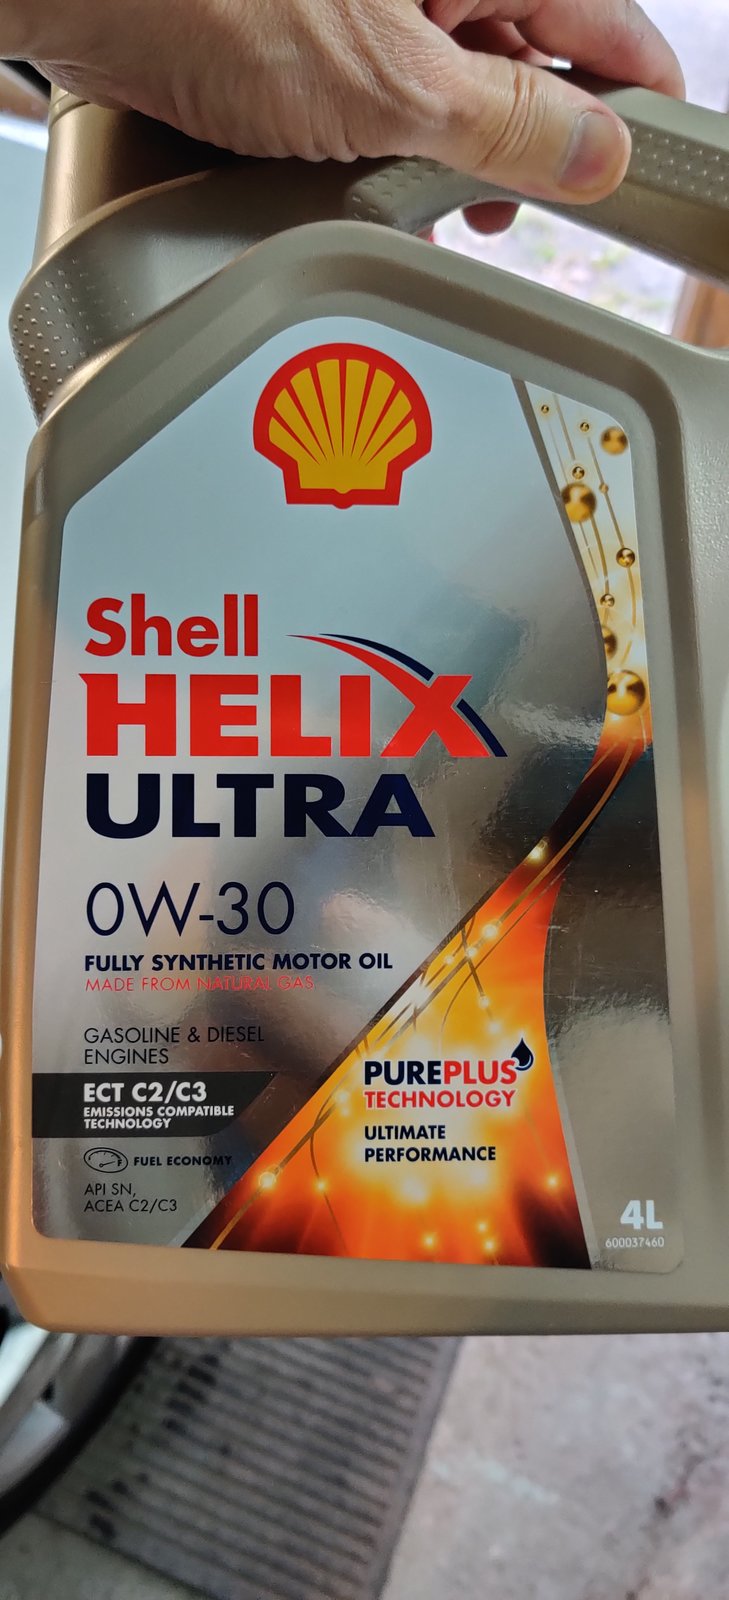 Shell
HELIX
ULTRA
0W-30
FULLY SYNTHETIC MOTOR OIL
MADE FROM NATURAL GAS
GASOLINE & DIESEL
ENGINES
ECT C2/C3
EMISSIONS COMPATIBLE
TECHNOLOGY
FUEL ECONOMY
API SN,
ACEA C2/C3
PUREPLUS
TECHNOLOGY
ULTIMATE
PERFORMANCE
4L
600037460